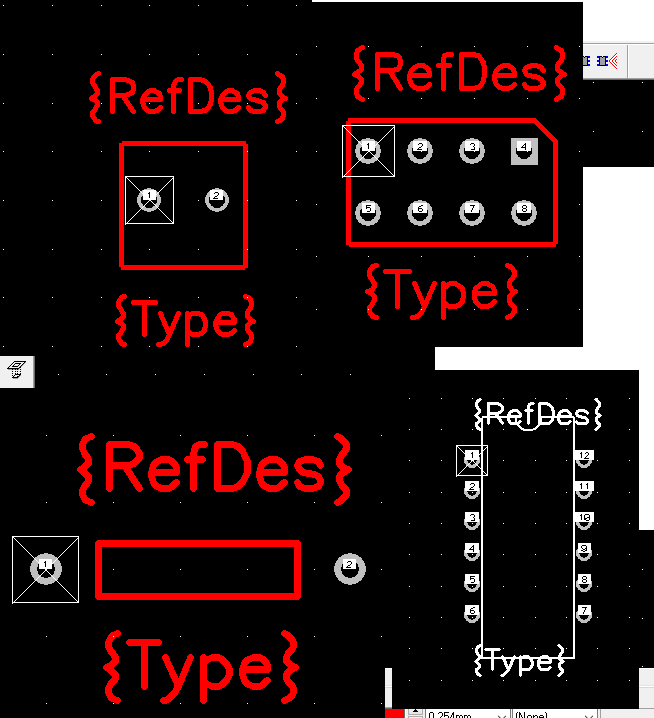 {RefDes}
1 2
{Type}
{RefDes}
1 2 3 4
5 6 7 8
{Type}
{RefDes}
1 2
{Type}
{RefDes}
1 12
2 11
3 10
4 9
5 8
6 7
{Type}
0.254mm (None)